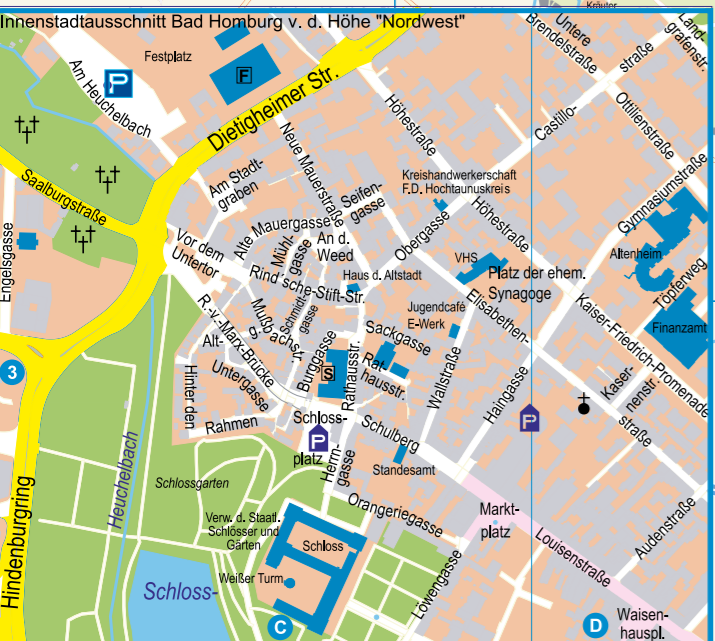 Kräuter
Innenstadtausschnitt Bad Homburg v. d. Höhe "Nordwest"
Festplatz
P
F
Am Heuchelbach
Dietigheimer Str.
Untere
Brendelstraße
Land-
grafenstr.
Castillo-
straße
Ottilienstraße
Höhestraße
Neue Mauerstraße
Am Stadt-
graben
Seifen-
gasse
Kreishandwerkerschaft
F.D. Hochtaunuskreis
Höhestraße
Gymnasiumstraße
Saalburgstraße
Engelsgasse
Vor dem
Untertor
Alte Mauergasse
Mühl-
gasse
An d.
Weed
Obergasse
VHS
Platz der ehem.
Synagoge
Altenheim
Töpferweg
Rind'sche-Stift-Str.
Haus d. Altstadt
Schmidt-
gasse
Mußbachstr.
g.
R.-v.-Marx-Brücke
Jugendcafé
E-Werk
Elisabethen-
straße
Kaiser-Friedrich-Promenade
Finanzamt
Alt-
Hinter den
Rahmen
Untergasse
Burggasse
S
Rathausstr.
Sackgasse
Rat-
hausstr.
Wallstraße
Haingasse
Kaser-
nenstr.
3
P
Schloss-
platz
P
Schulberg
Herrn-
gasse
Standesamt
Heuchelbach
Schlossgarten
Hindenburgring
Verw. d. Staatl.
Schlösser und
Gärten
Schloss
Weißer Turm
Schloss-
Orangeriegasse
Löwengasse
Markt-
platz
Louisenstraße
Audenstraße
C
D
Waisen-
hauspl.